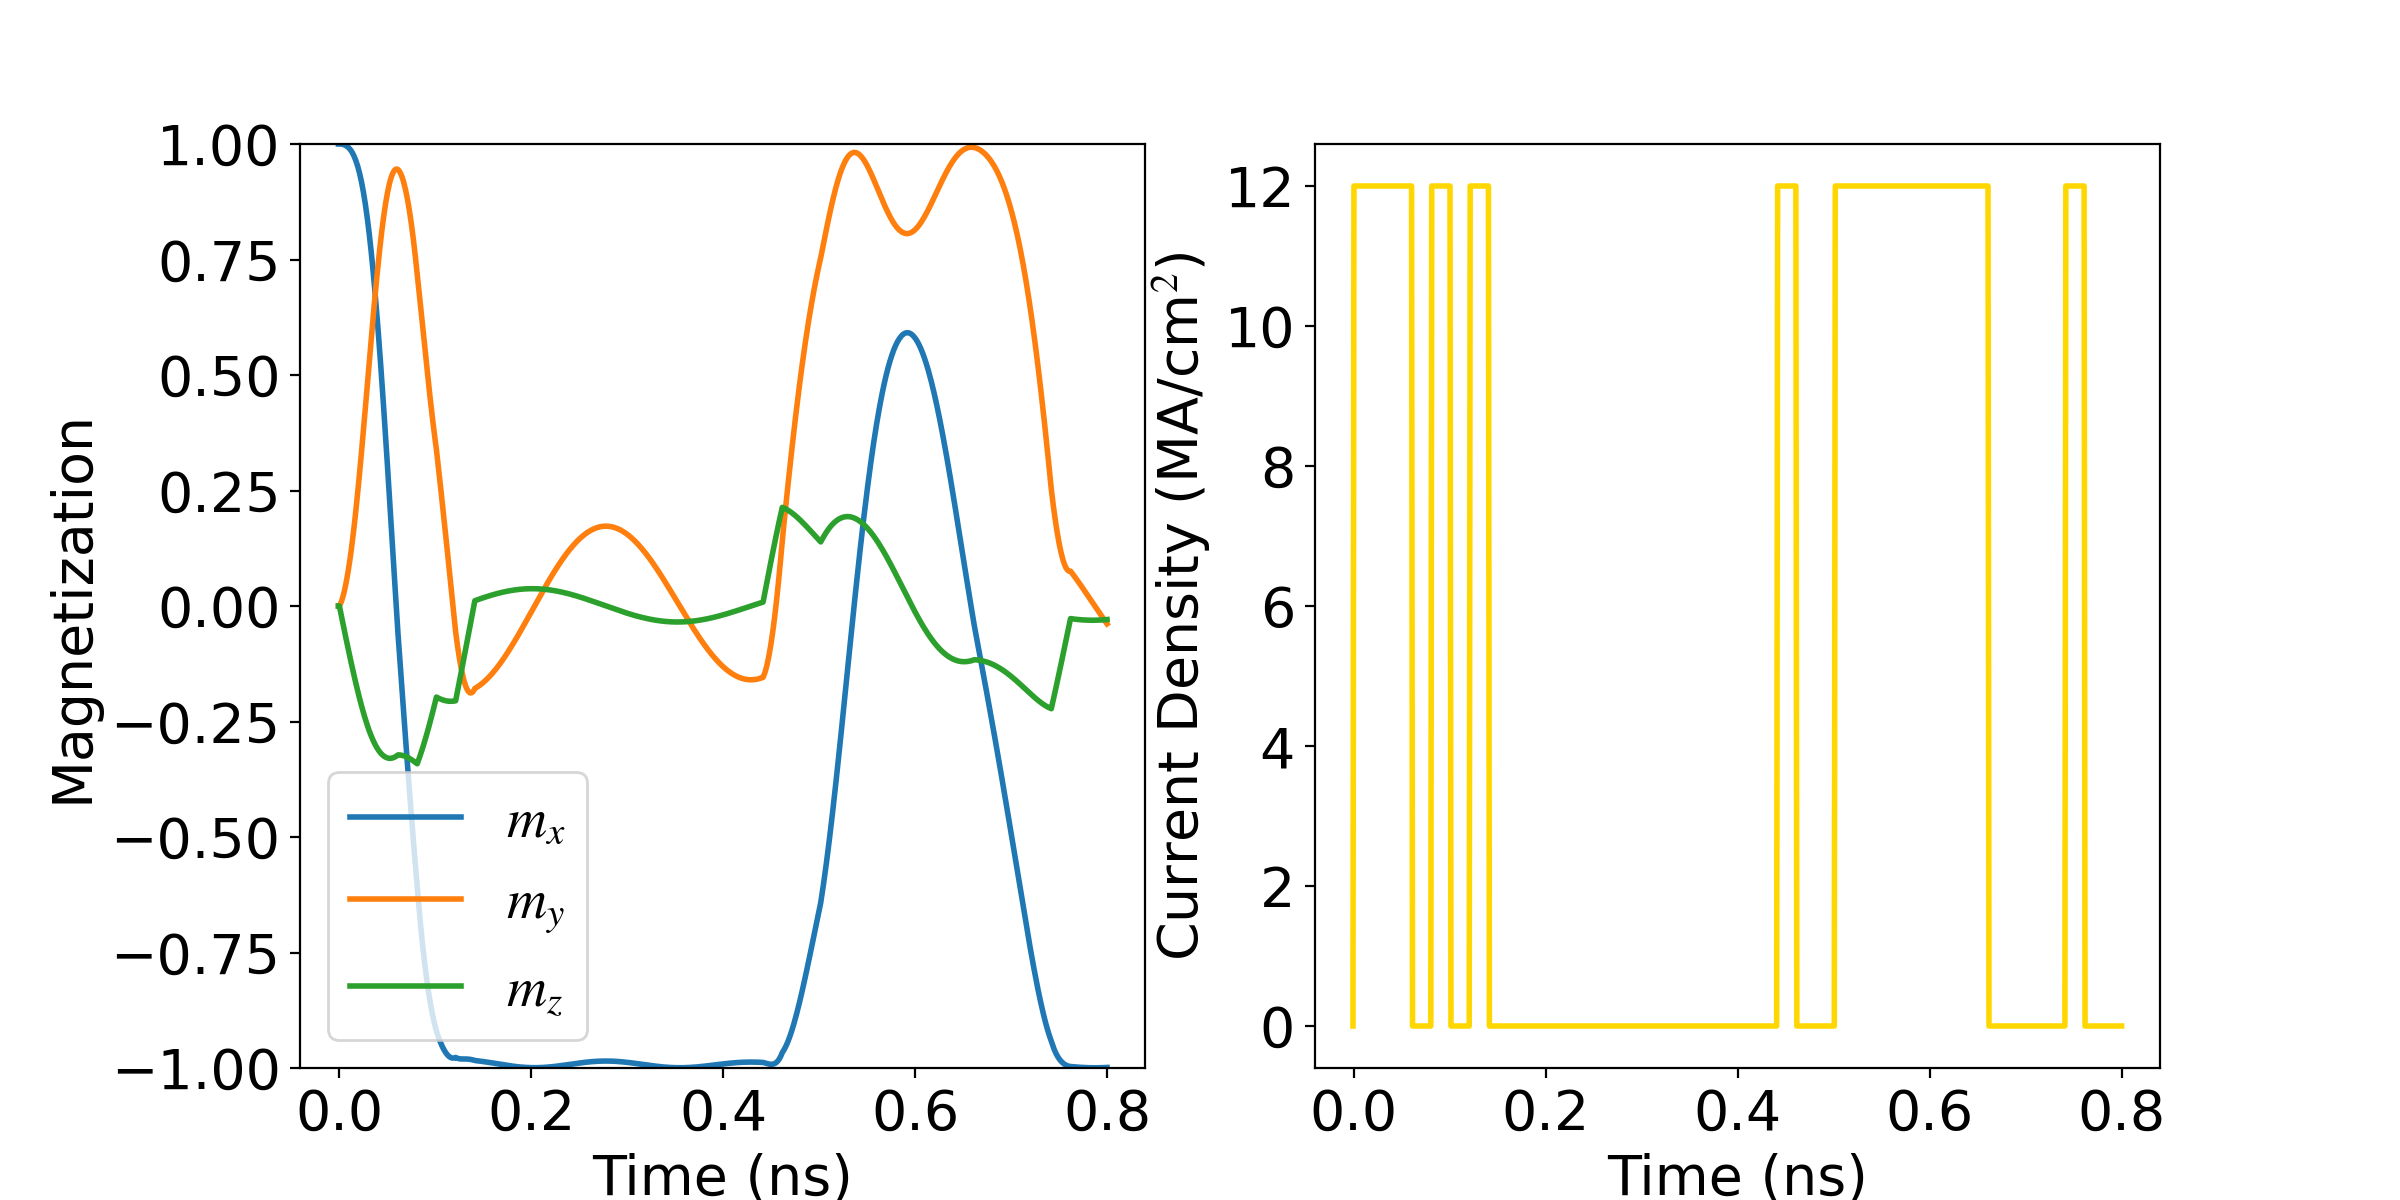 1.00
0.75
0.50
0.25
0.00
−0.25
−0.50
−0.75
−1.00
Magnetization
m_x
m_y
m_z
0.0 0.2 0.4 0.6 0.8
Time (ns)
12
10
8
6
4
2
0
Current Density (MA/cm²)
0.0 0.2 0.4 0.6 0.8
Time (ns)